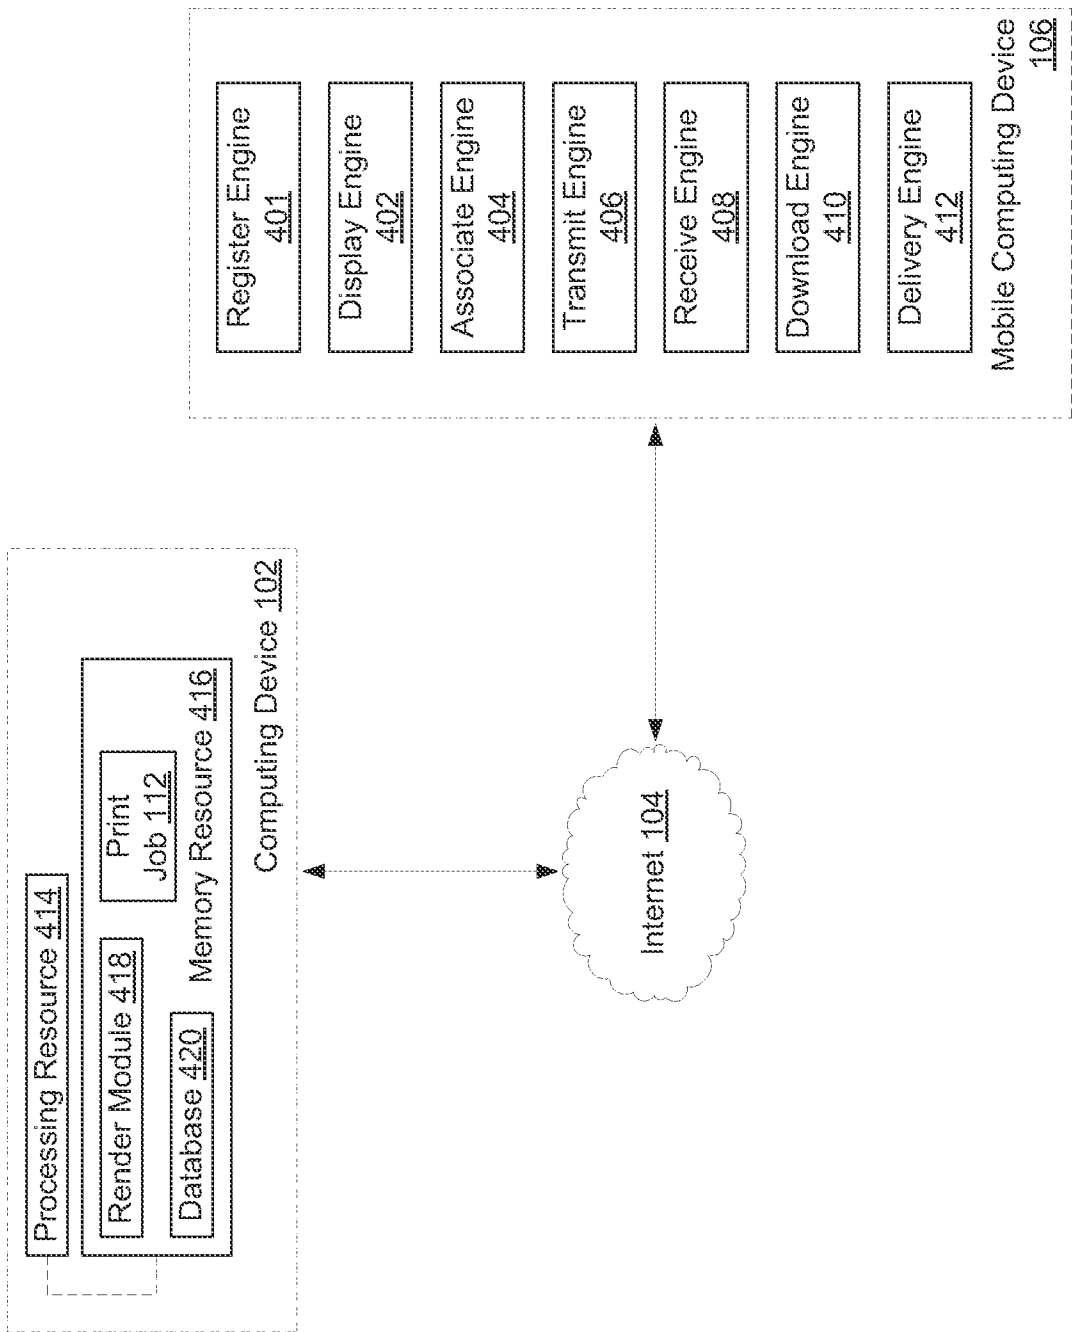 Processing Resource 414
Render Module 418
Print
Job 112
Database 420
Memory Resource 416
Computing Device 102
Internet 104
Register Engine
401
Display Engine
402
Associate Engine
404
Transmit Engine
406
Receive Engine
408
Download Engine
410
Delivery Engine
412
Mobile Computing Device
106